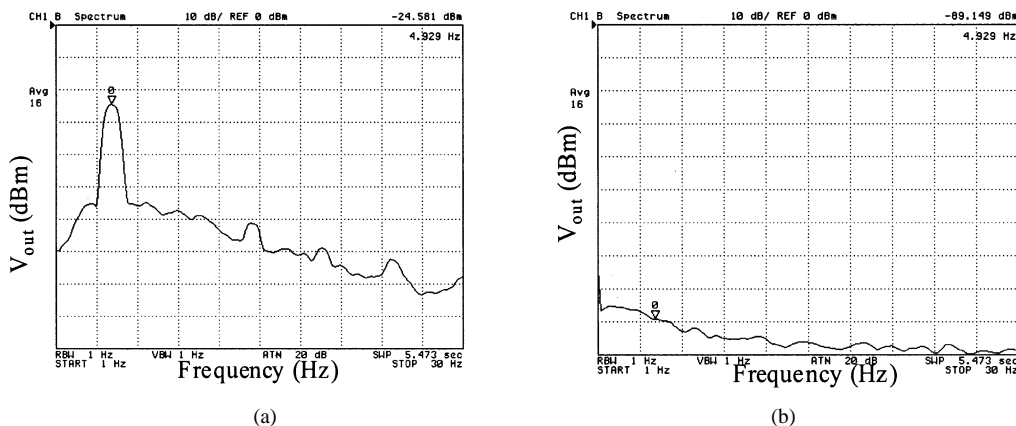 CH1 B Spectrum 10 dB/ REF 0 dBm -24.581 dBm
4.929 Hz
Avg
16
0
Vout (dBm)
RBW 1 Hz VBW 1 Hz ATN 20 dB SWP 5.473 sec
START 1 Hz STOP 30 Hz
Frequency (Hz)
(a)
CH1 B Spectrum 10 dB/ REF 0 dBm -89.149 dBm
4.929 Hz
Avg
16
0
Vout (dBm)
RBW 1 Hz VBW 1 Hz ATN 20 dB SWP 5.473 sec
START 1 Hz STOP 30 Hz
Frequency (Hz)
(b)